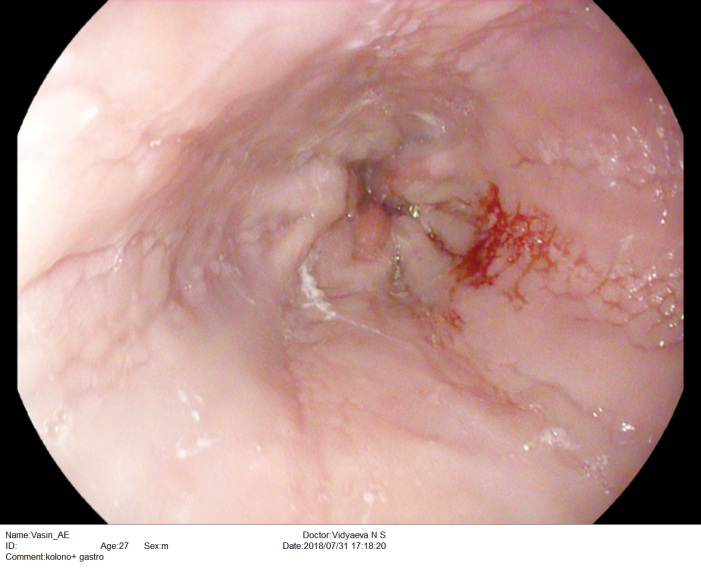 Name:Vasin_AE Doctor:Vidyaeva N S
ID: Age:27 Sex:m Date:2018/07/31 17:18:20
Comment:kolono+ gastro